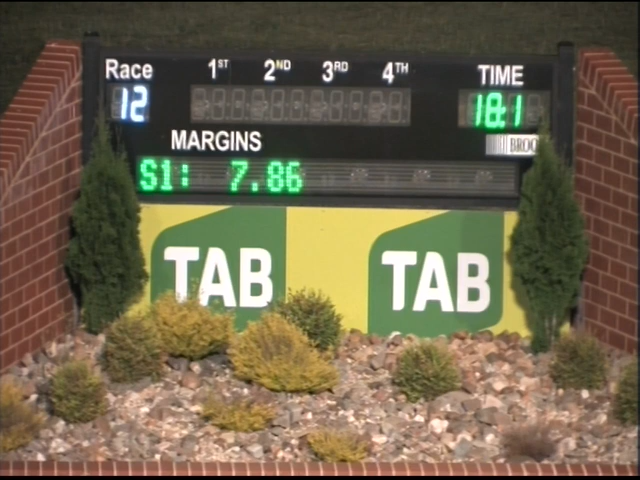 Race 1ST 2ND 3RD 4TH TIME
12 18:1
MARGINS BROO
S1: 7.86
TAB TAB